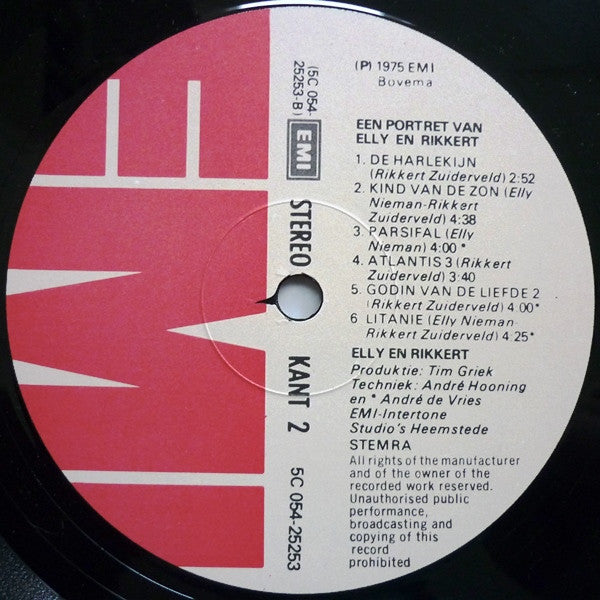 EMI
(5C 054-
25253-B)
EMI
STEREO
KANT 2
5C 054-25253
(P) 1975 EMI
Bovema
EEN PORTRET VAN
ELLY EN RIKKERT
1. DE HARLEKIJN
(Rikkert Zuiderveld) 2:52
2. KIND VAN DE ZON (Elly
Nieman-Rikkert
Zuiderveld) 4:38
3. PARSIFAL (Elly
Nieman) 4:00 *
4. ATLANTIS 3 (Rikkert
Zuiderveld) 3:40
5. GODIN VAN DE LIEFDE 2
(Rikkert Zuiderveld) 4:00*
6 LITANIE (Elly Nieman-
Rikkert Zuiderveld) 4:25*
ELLY EN RIKKERT
Produktie: Tim Griek
Techniek: André Hooning
en * André de Vries
EMI-Intertone
Studio's Heemstede
STEMRA
All rights of the manufacturer
and of the owner of the
recorded work reserved.
Unauthorised public
performance,
broadcasting and
copying of this
record
prohibited